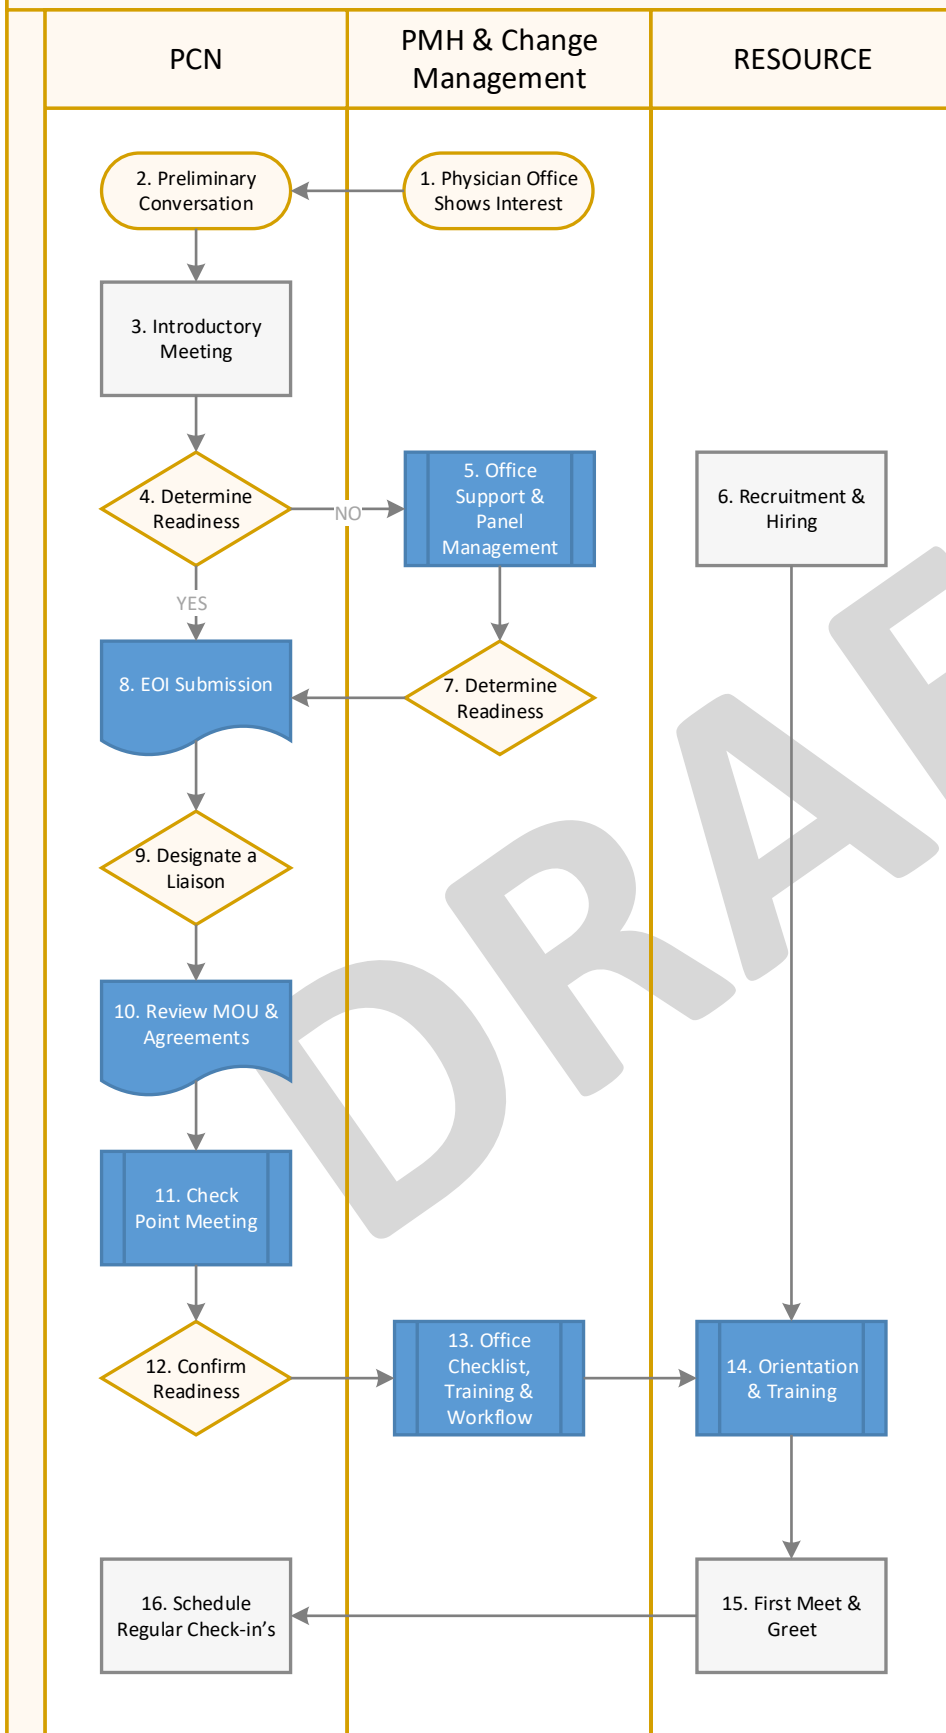 PCN
PMH & Change
Management
RESOURCE
2. Preliminary
Conversation
1. Physician Office
Shows Interest
3. Introductory
Meeting
4. Determine
Readiness
NO
5. Office
Support &
Panel
Management
6. Recruitment &
Hiring
YES
8. EOI Submission
7. Determine
Readiness
9. Designate a
Liaison
10. Review MOU &
Agreements
11. Check
Point Meeting
12. Confirm
Readiness
13. Office
Checklist,
Training &
Workflow
14. Orientation
& Training
16. Schedule
Regular Check-in’s
15. First Meet &
Greet
DRAF